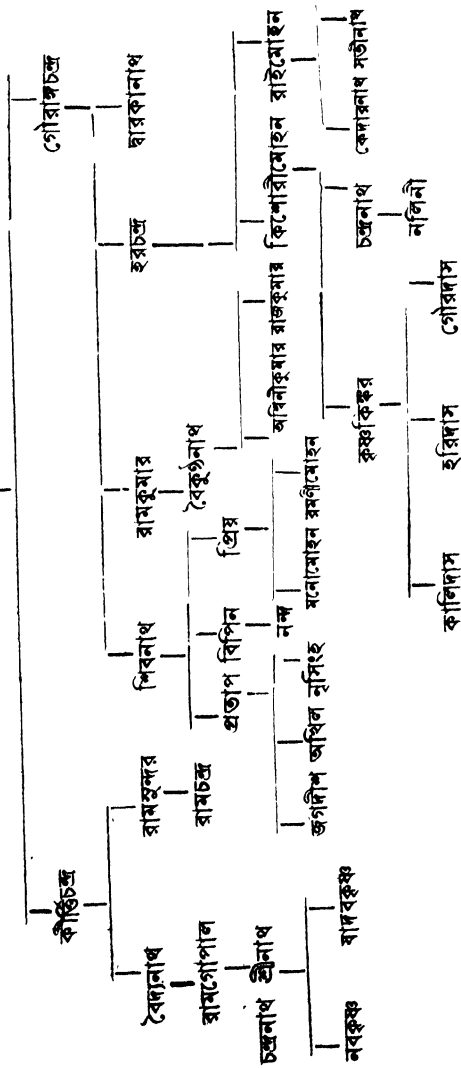 কীর্ত্তিচন্দ্র গৌরাঙ্গচন্দ্র
বৈদ্যনাথ রামসুন্দর শিবনাথ রামকুমার হরচন্দ্র দ্বারকানাথ
রামগোপাল রামচন্দ্র প্রতাপ বিপিন প্রিয় বৈকুণ্ঠনাথ কিশোরীমোহন রাইমোহন
চন্দ্রনাথ শ্রীনাথ জগদীশ অখিল নৃসিংহ নন্দ মনোমোহন রমণীমোহন অশ্বিনীকুমার রাজকুমার
কৃষ্ণকিঙ্কর চন্দ্রনাথ কেদারনাথ সতীনাথ
নবকৃষ্ণ যাদবকৃষ্ণ কালিদাস হরিদাস গৌরদাস নলিনী